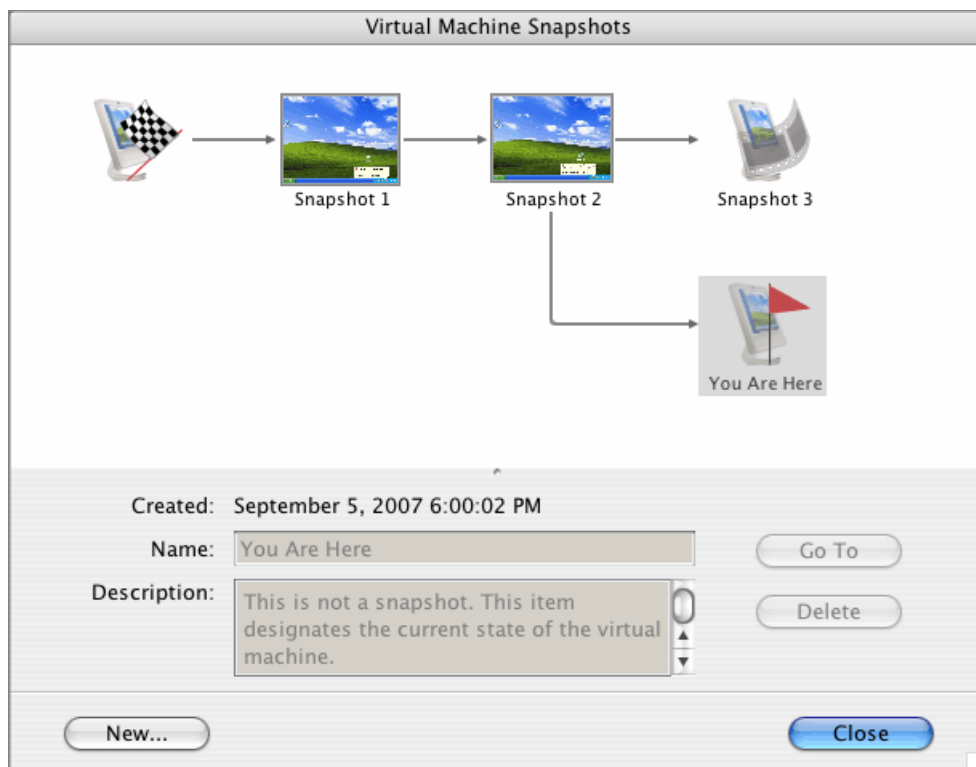 Virtual Machine Snapshots
Snapshot 1
Snapshot 2
Snapshot 3
You Are Here
Created: September 5, 2007 6:00:02 PM
Name: You Are Here
Go To
Description: This is not a snapshot. This item
designates the current state of the virtual
machine.
Delete
New...
Close